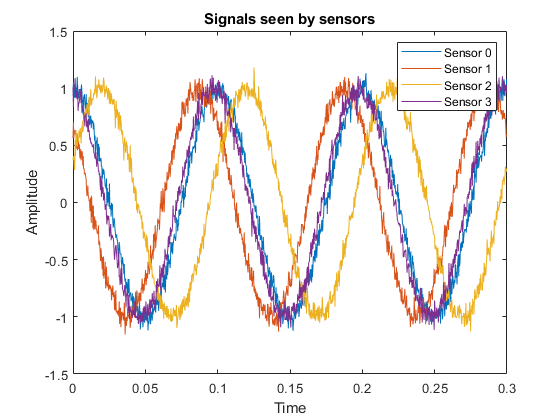 Signals seen by sensors
1.5
1
0.5
0
-0.5
-1
-1.5
Amplitude
Sensor 0
Sensor 1
Sensor 2
Sensor 3
0
0.05
0.1
0.15
0.2
0.25
0.3
Time